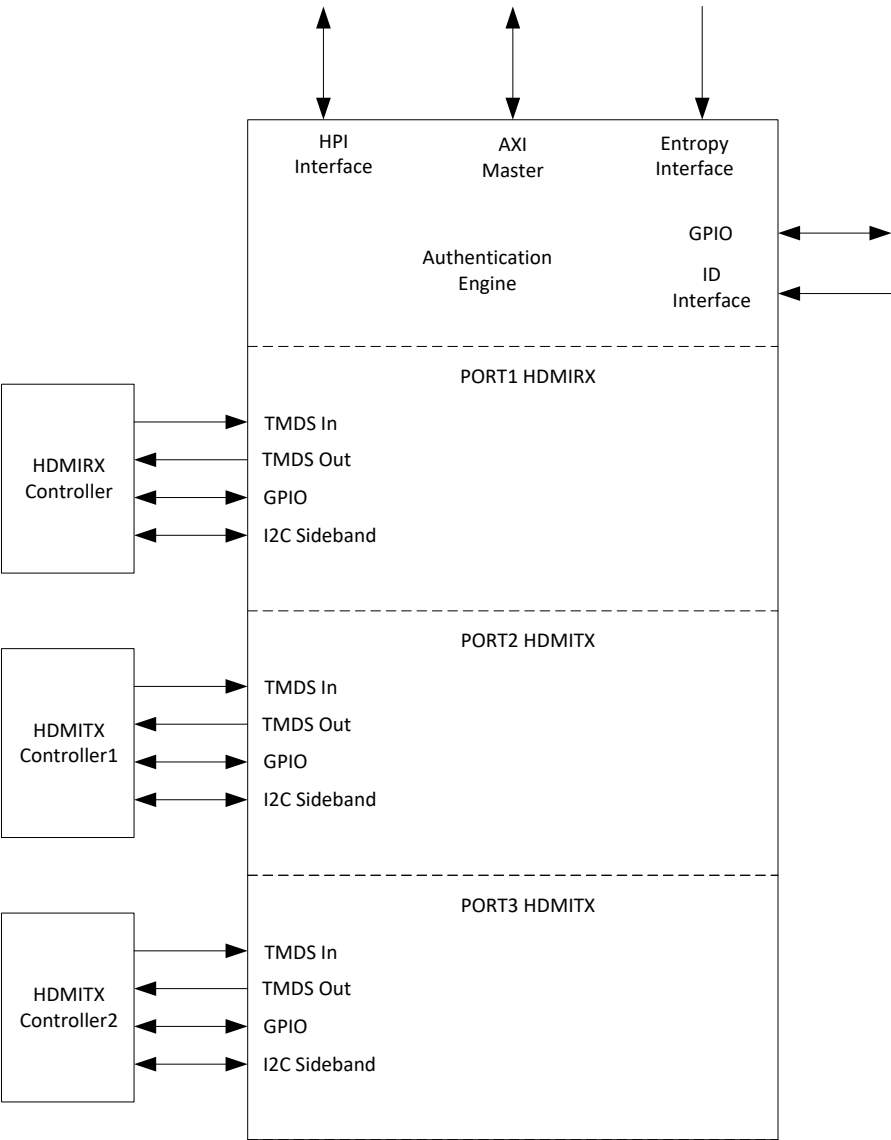 HPI
Interface
AXI
Master
Entropy
Interface
GPIO
Authentication
Engine
ID
Interface
PORT1 HDMIRX
HDMIRX
Controller
TMDS In
TMDS Out
GPIO
I2C Sideband
PORT2 HDMITX
HDMITX
Controller1
TMDS In
TMDS Out
GPIO
I2C Sideband
PORT3 HDMITX
HDMITX
Controller2
TMDS In
TMDS Out
GPIO
I2C Sideband